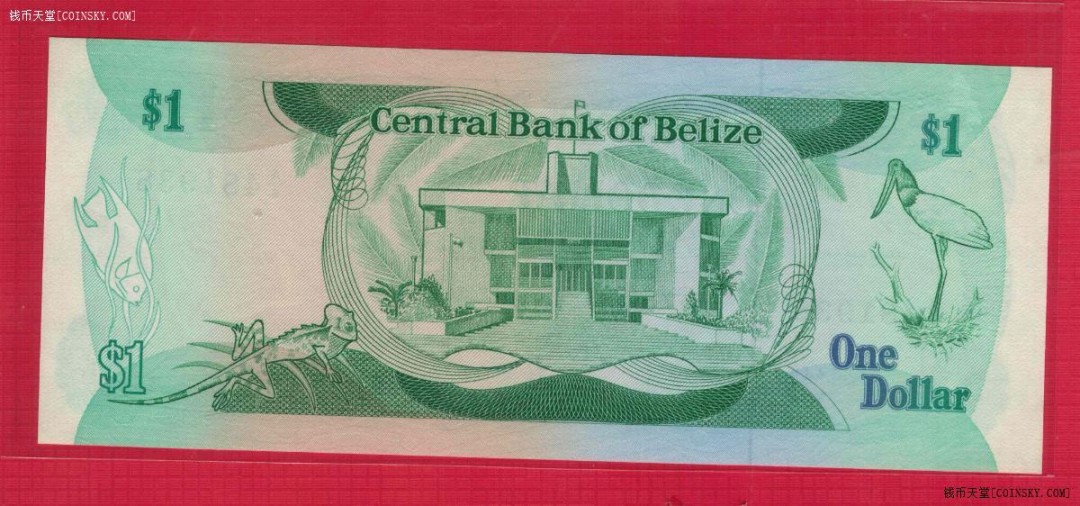 钱币天堂[COINSKY.COM]
$1
Central Bank of Belize
$1
$1
One
Dollar
钱币天堂[COINSKY.COM]